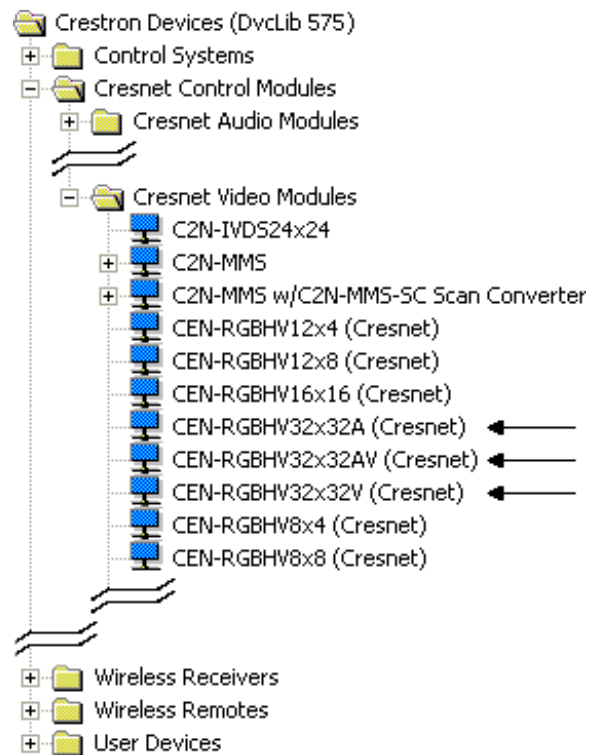 Crestron Devices (DvcLib 575)
Control Systems
Cresnet Control Modules
Cresnet Audio Modules
Cresnet Video Modules
C2N-IVDS24x24
C2N-MMS
C2N-MMS w/C2N-MMS-SC Scan Converter
CEN-RGBHV12x4 (Cresnet)
CEN-RGBHV12x8 (Cresnet)
CEN-RGBHV16x16 (Cresnet)
CEN-RGBHV32x32A (Cresnet)
CEN-RGBHV32x32AV (Cresnet)
CEN-RGBHV32x32V (Cresnet)
CEN-RGBHV8x4 (Cresnet)
CEN-RGBHV8x8 (Cresnet)
Wireless Receivers
Wireless Remotes
User Devices